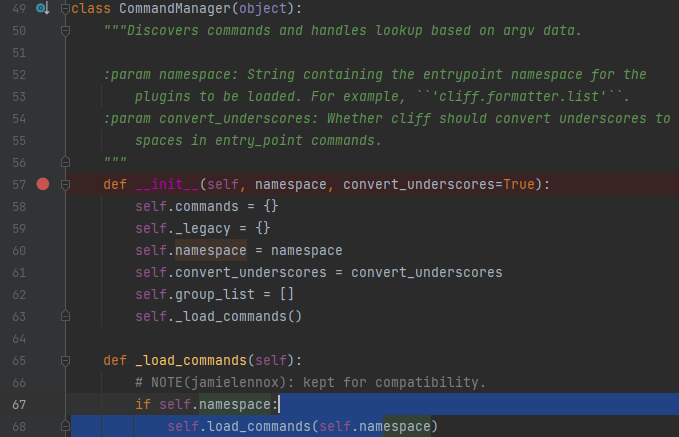 49 class CommandManager(object):
50     """Discovers commands and handles lookup based on argv data.
51
52     :param namespace: String containing the entrypoint namespace for the
53         plugins to be loaded. For example, ``'cliff.formatter.list'``.
54     :param convert_underscores: Whether cliff should convert underscores to
55         spaces in entry_point commands.
56     """
57     def __init__(self, namespace, convert_underscores=True):
58         self.commands = {}
59         self._legacy = {}
60         self.namespace = namespace
61         self.convert_underscores = convert_underscores
62         self.group_list = []
63         self._load_commands()
64
65     def _load_commands(self):
66         # NOTE(jamielennox): kept for compatibility.
67         if self.namespace:
68             self.load_commands(self.namespace)